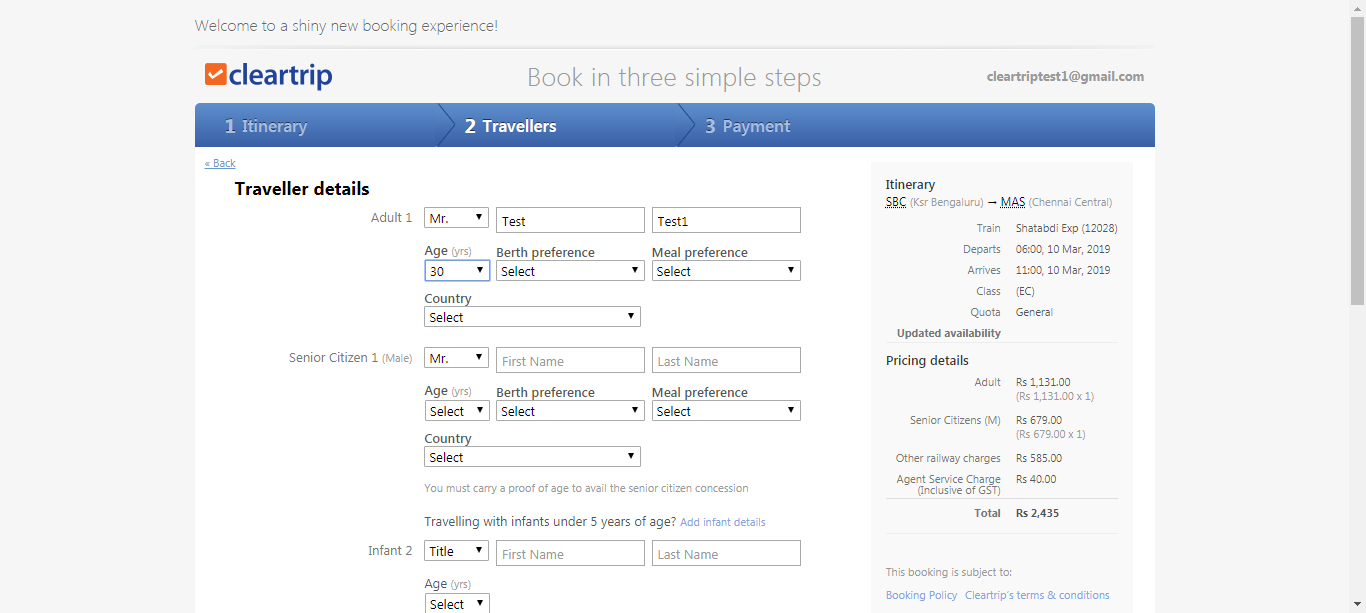 Welcome to a shiny new booking experience!
cleartrip
Book in three simple steps
cleartriptest1@gmail.com
1 Itinerary
2 Travellers
3 Payment
« Back
Traveller details
Adult 1
Mr.
Test
Test1
Age (yrs)
Berth preference
Meal preference
30
Select
Select
Country
Select
Senior Citizen 1 (Male)
Mr.
First Name
Last Name
Age (yrs)
Berth preference
Meal preference
Select
Select
Select
Country
Select
You must carry a proof of age to avail the senior citizen concession
Travelling with infants under 5 years of age? Add infant details
Infant 2
Title
First Name
Last Name
Age (yrs)
Select
Itinerary
SBC (Ksr Bengaluru) → MAS (Chennai Central)
Train Shatabdi Exp (12028)
Departs 06:00, 10 Mar, 2019
Arrives 11:00, 10 Mar, 2019
Class (EC)
Quota General
Updated availability
Pricing details
Adult Rs 1,131.00
(Rs 1,131.00 x 1)
Senior Citizens (M) Rs 679.00
(Rs 679.00 x 1)
Other railway charges Rs 585.00
Agent Service Charge Rs 40.00
(Inclusive of GST)
Total Rs 2,435
This booking is subject to:
Booking Policy Cleartrip's terms & conditions